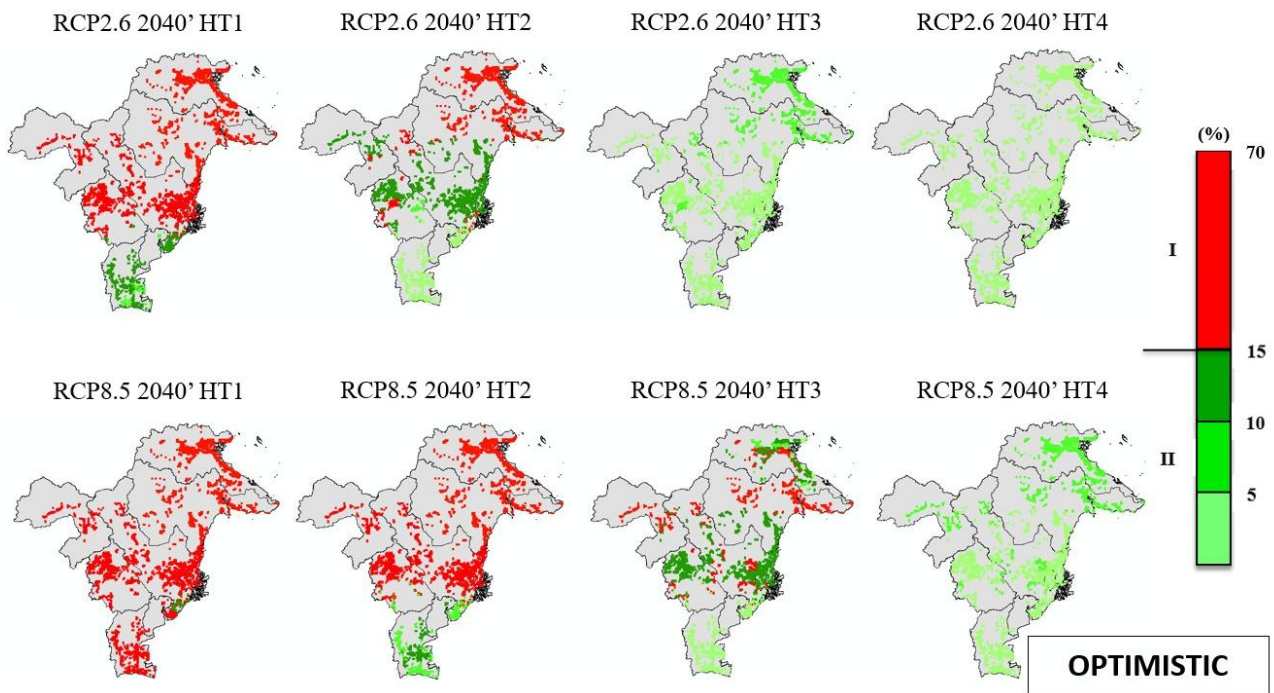 RCP2.6 2040’ HT1
RCP2.6 2040’ HT2
RCP2.6 2040’ HT3
RCP2.6 2040’ HT4
(%)
70
I
15
10
II
5
RCP8.5 2040’ HT1
RCP8.5 2040’ HT2
RCP8.5 2040’ HT3
RCP8.5 2040’ HT4
OPTIMISTIC